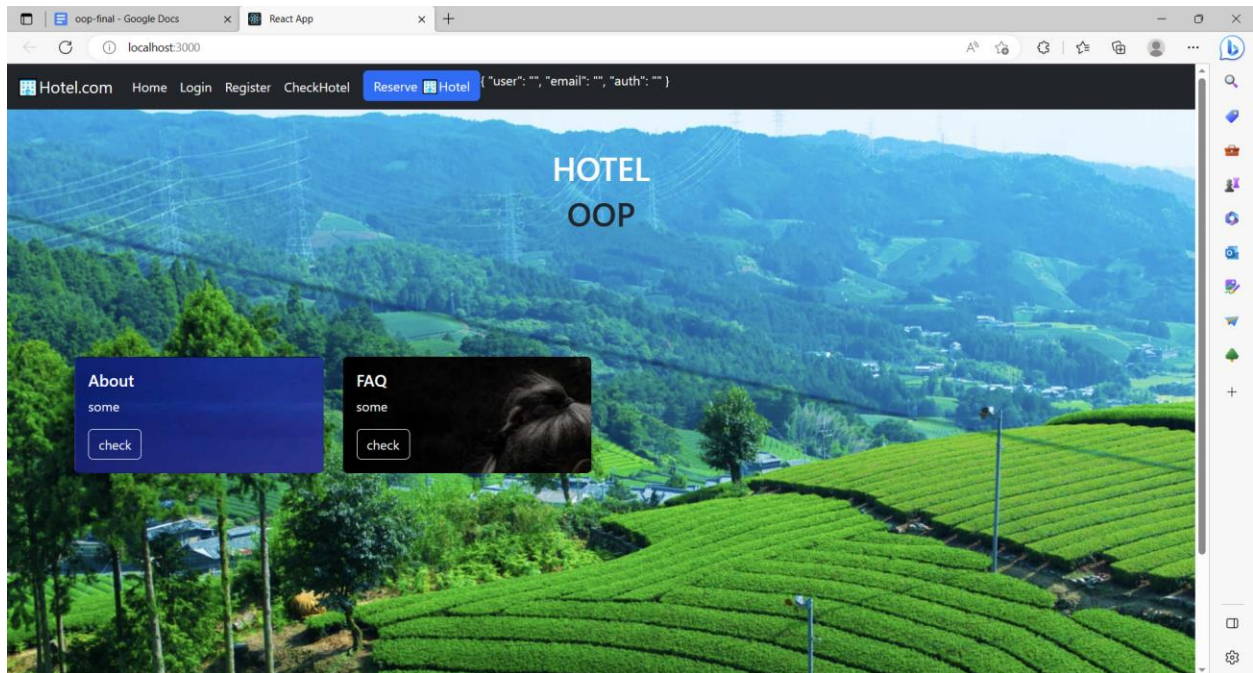 oop-final - Google Docs
React App
localhost:3000
Hotel.com Home Login Register CheckHotel Reserve 🏨 Hotel { "user": "", "email": "", "auth": "" }
HOTEL
OOP
About
some
check
FAQ
some
check